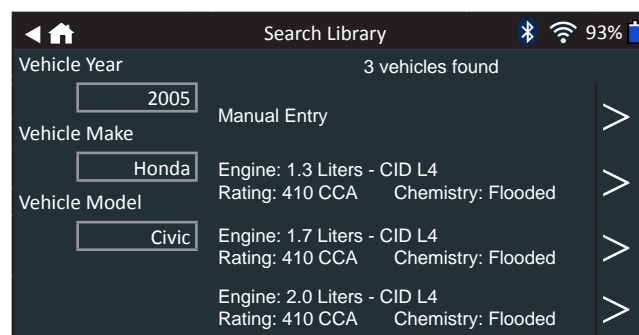 Search Library
93%
Vehicle Year
3 vehicles found
2005
Manual Entry
>
Vehicle Make
Honda
Engine: 1.3 Liters - CID L4
Rating: 410 CCA Chemistry: Flooded
>
Vehicle Model
Civic
Engine: 1.7 Liters - CID L4
Rating: 410 CCA Chemistry: Flooded
>
Engine: 2.0 Liters - CID L4
Rating: 410 CCA Chemistry: Flooded
>